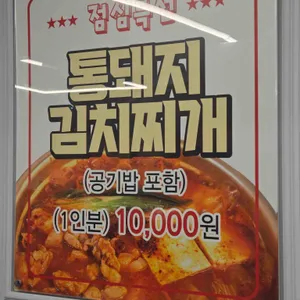 ★★★ 점심특선 ★★★
통돼지
김치찌개
(공기밥 포함)
(1인분) 10,000원